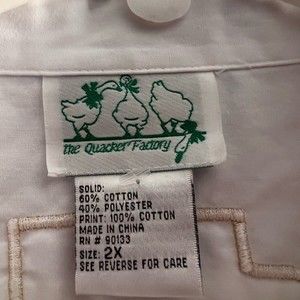 The Quacker Factory
SOLID:
60% COTTON
40% POLYESTER
PRINT: 100% COTTON
MADE IN CHINA
RN # 90133
SIZE: 2X
SEE REVERSE FOR CARE